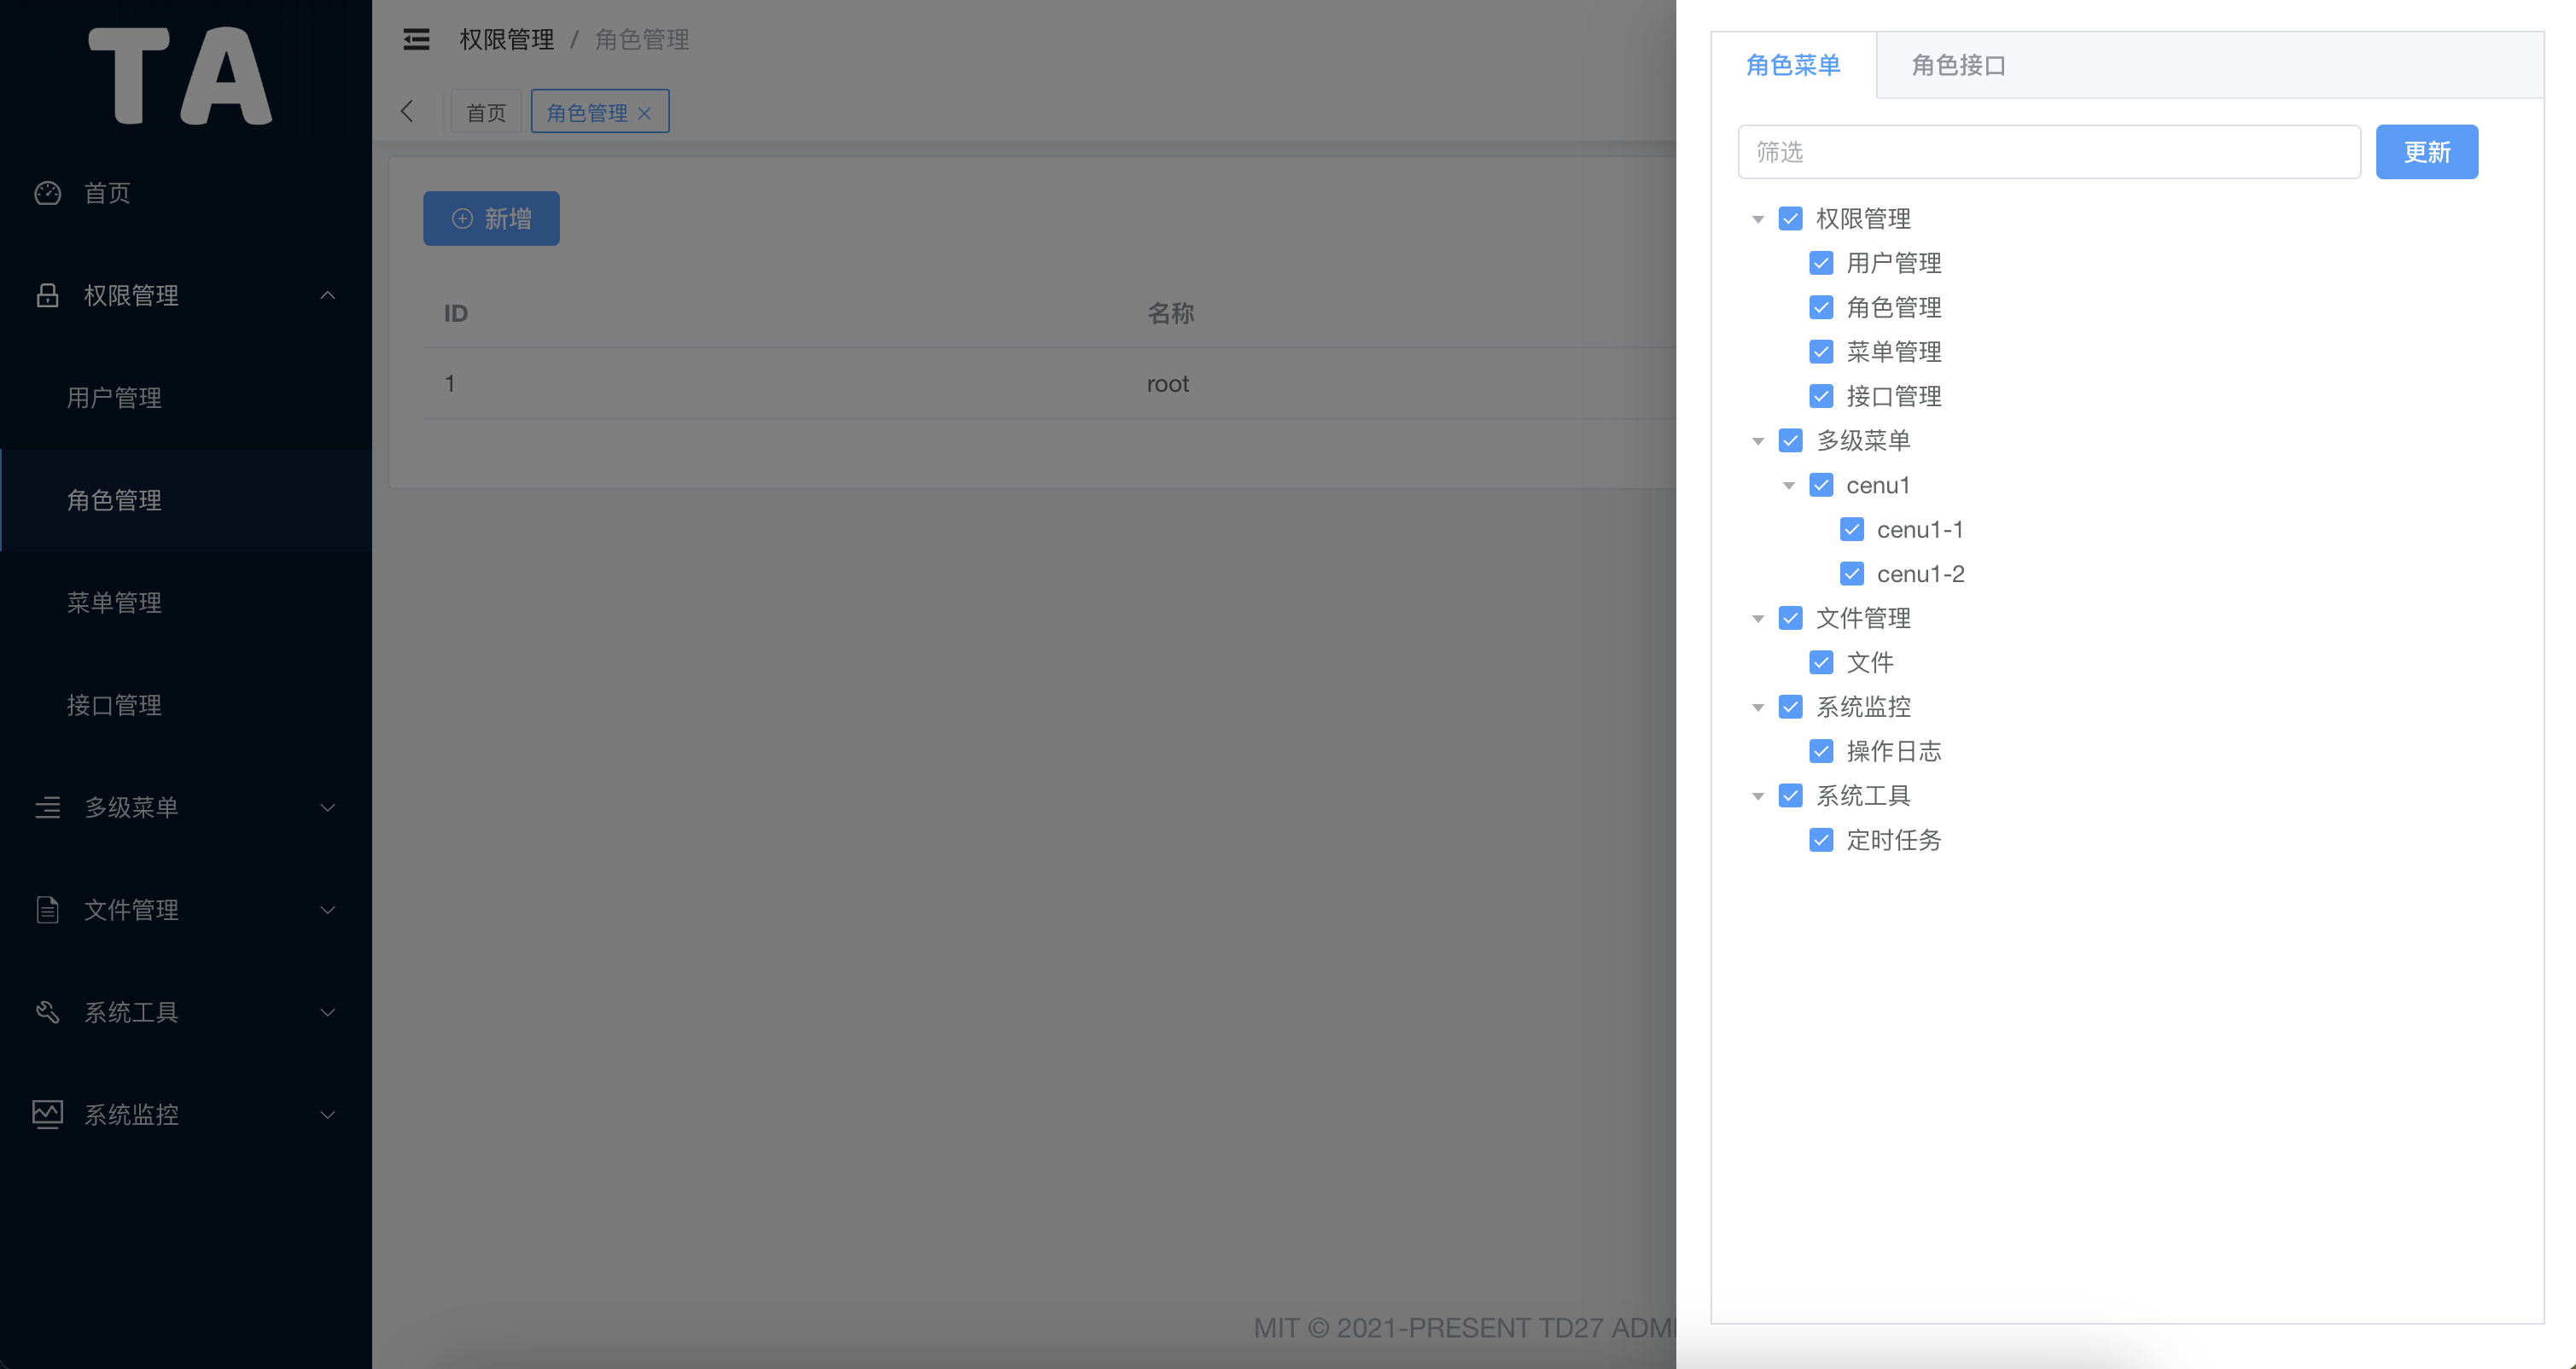 TA
首页
权限管理
用户管理
角色管理
菜单管理
接口管理
多级菜单
文件管理
系统工具
系统监控
权限管理 / 角色管理
首页 角色管理
新增
ID 名称
1 root
MIT © 2021-PRESENT TD27 ADM
角色菜单 角色接口
筛选 更新
权限管理
用户管理
角色管理
菜单管理
接口管理
多级菜单
cenu1
cenu1-1
cenu1-2
文件管理
文件
系统监控
操作日志
系统工具
定时任务